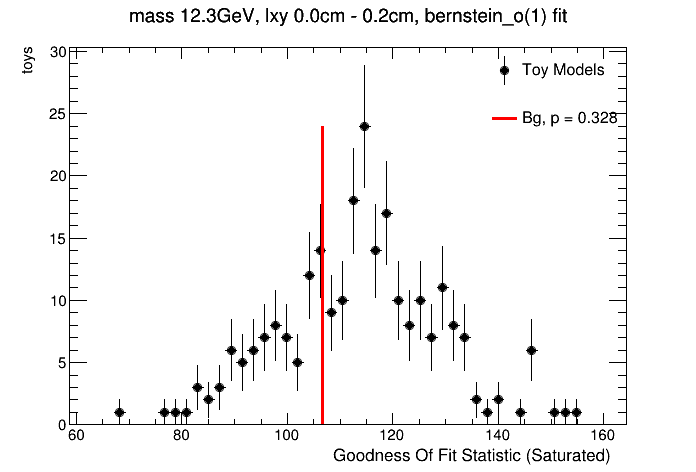 mass 12.3GeV, lxy 0.0cm - 0.2cm, bernstein_o(1) fit
toys
30
25
20
15
10
5
0
Toy Models
Bg, p = 0.328
60 80 100 120 140 160
Goodness Of Fit Statistic (Saturated)